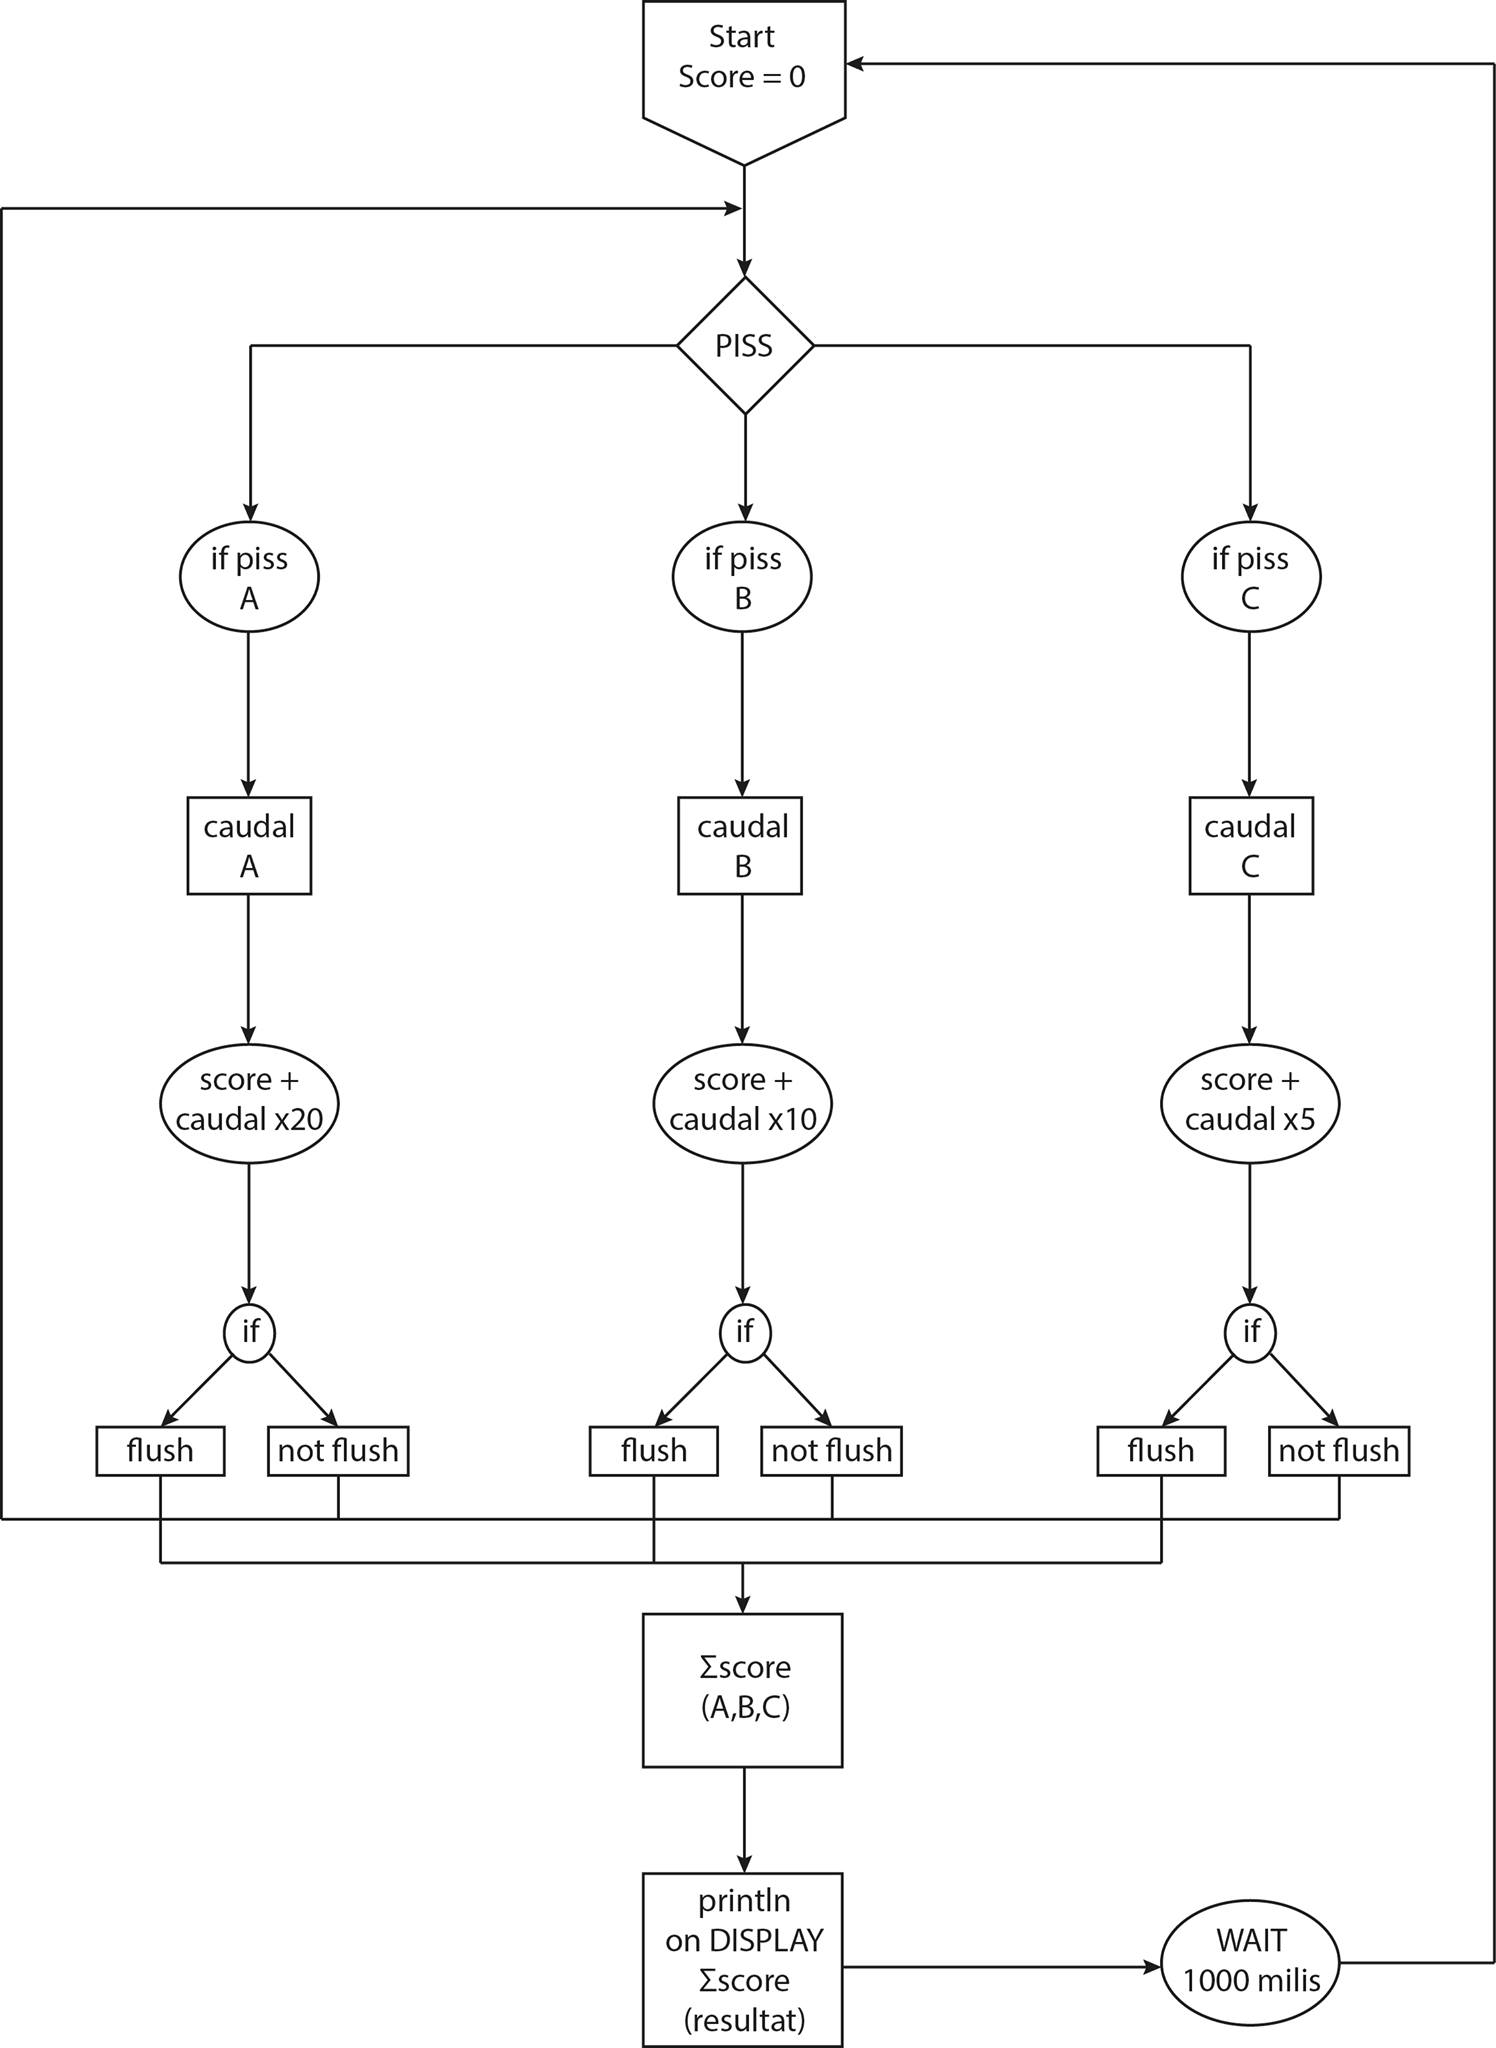 Start
Score = 0
PISS
if piss
A
if piss
B
if piss
C
caudal
A
caudal
B
caudal
C
score +
caudal x20
score +
caudal x10
score +
caudal x5
if
if
if
flush
not flush
flush
not flush
flush
not flush
Σscore
(A,B,C)
println
on DISPLAY
Σscore
(resultat)
WAIT
1000 milis